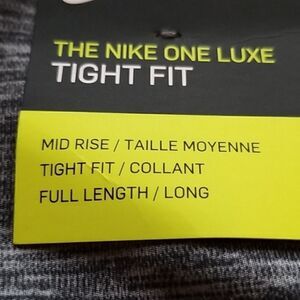 THE NIKE ONE LUXE
TIGHT FIT
MID RISE / TAILLE MOYENNE
TIGHT FIT / COLLANT
FULL LENGTH / LONG